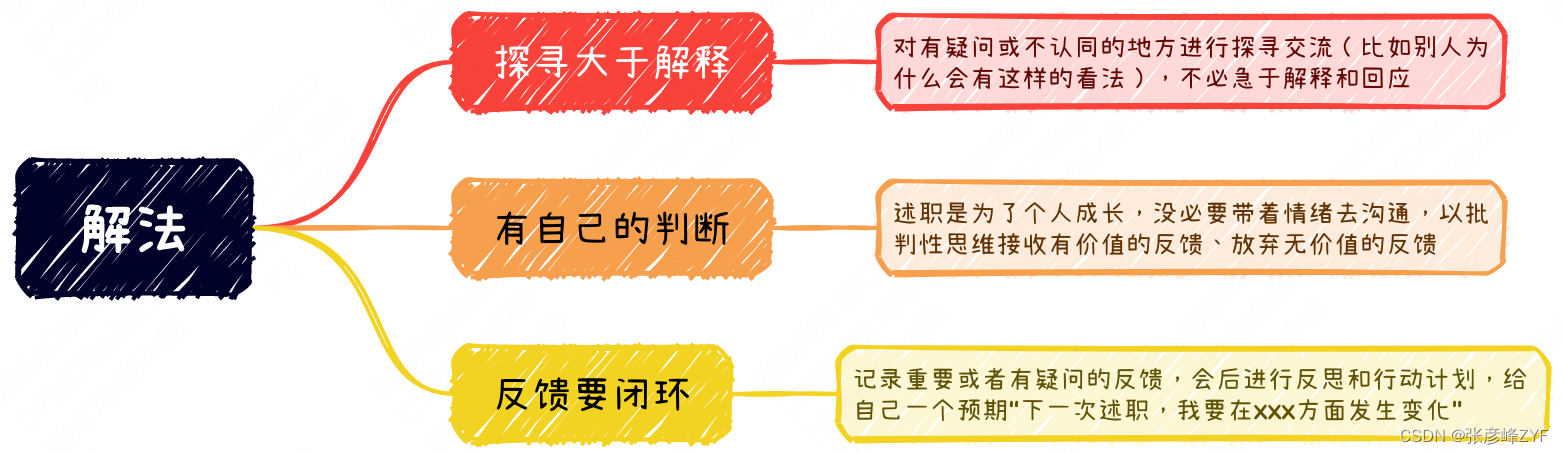 探寻大于解释
对有疑问或不认同的地方进行探寻交流（比如别人为
什么会有这样的看法），不必急于解释和回应
解法
有自己的判断
述职是为了个人成长，没必要带着情绪去沟通，以批
判性思维接收有价值的反馈、放弃无价值的反馈
反馈要闭环
记录重要或者有疑问的反馈，会后进行反思和行动计划，给
自己一个预期"下一次述职，我要在xxx方面发生变化"
CSDN @张彦峰ZYF